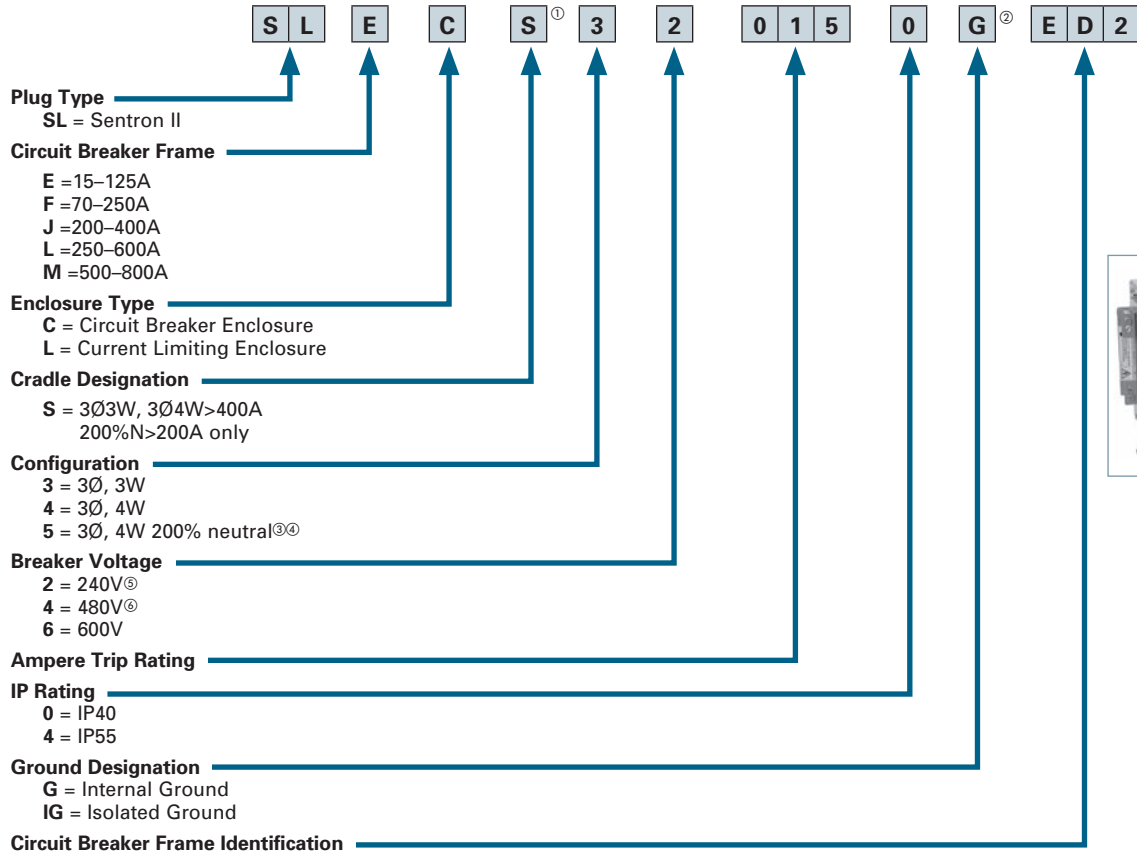 S L E C S① 3 2 0 1 5 0 G② E D 2
Plug Type
SL = Sentron II
Circuit Breaker Frame
E =15–125A
F =70–250A
J =200–400A
L =250–600A
M =500–800A
Enclosure Type
C = Circuit Breaker Enclosure
L = Current Limiting Enclosure
Cradle Designation
S = 3Ø3W, 3Ø4W>400A
200%N>200A only
Configuration
3 = 3Ø, 3W
4 = 3Ø, 4W
5 = 3Ø, 4W 200% neutral③④
Breaker Voltage
2 = 240V⑤
4 = 480V⑥
6 = 600V
Ampere Trip Rating
IP Rating
0 = IP40
4 = IP55
Ground Designation
G = Internal Ground
IG = Isolated Ground
Circuit Breaker Frame Identification